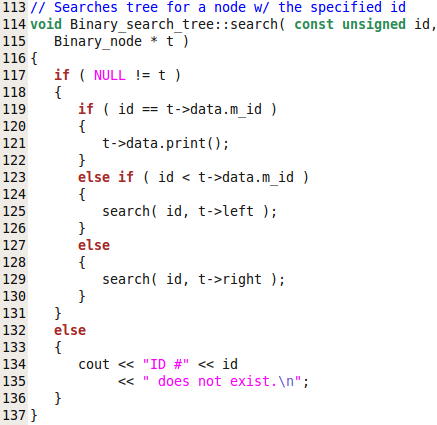 113 // Searches tree for a node w/ the specified id
114 void Binary_search_tree::search( const unsigned id,
115    Binary_node * t )
116 {
117    if ( NULL != t )
118    {
119       if ( id == t->data.m_id )
120       {
121          t->data.print();
122       }
123       else if ( id < t->data.m_id )
124       {
125          search( id, t->left );
126       }
127       else
128       {
129          search( id, t->right );
130       }
131    }
132    else
133    {
134       cout << "ID #" << id
135            << " does not exist.\n";
136    }
137 }